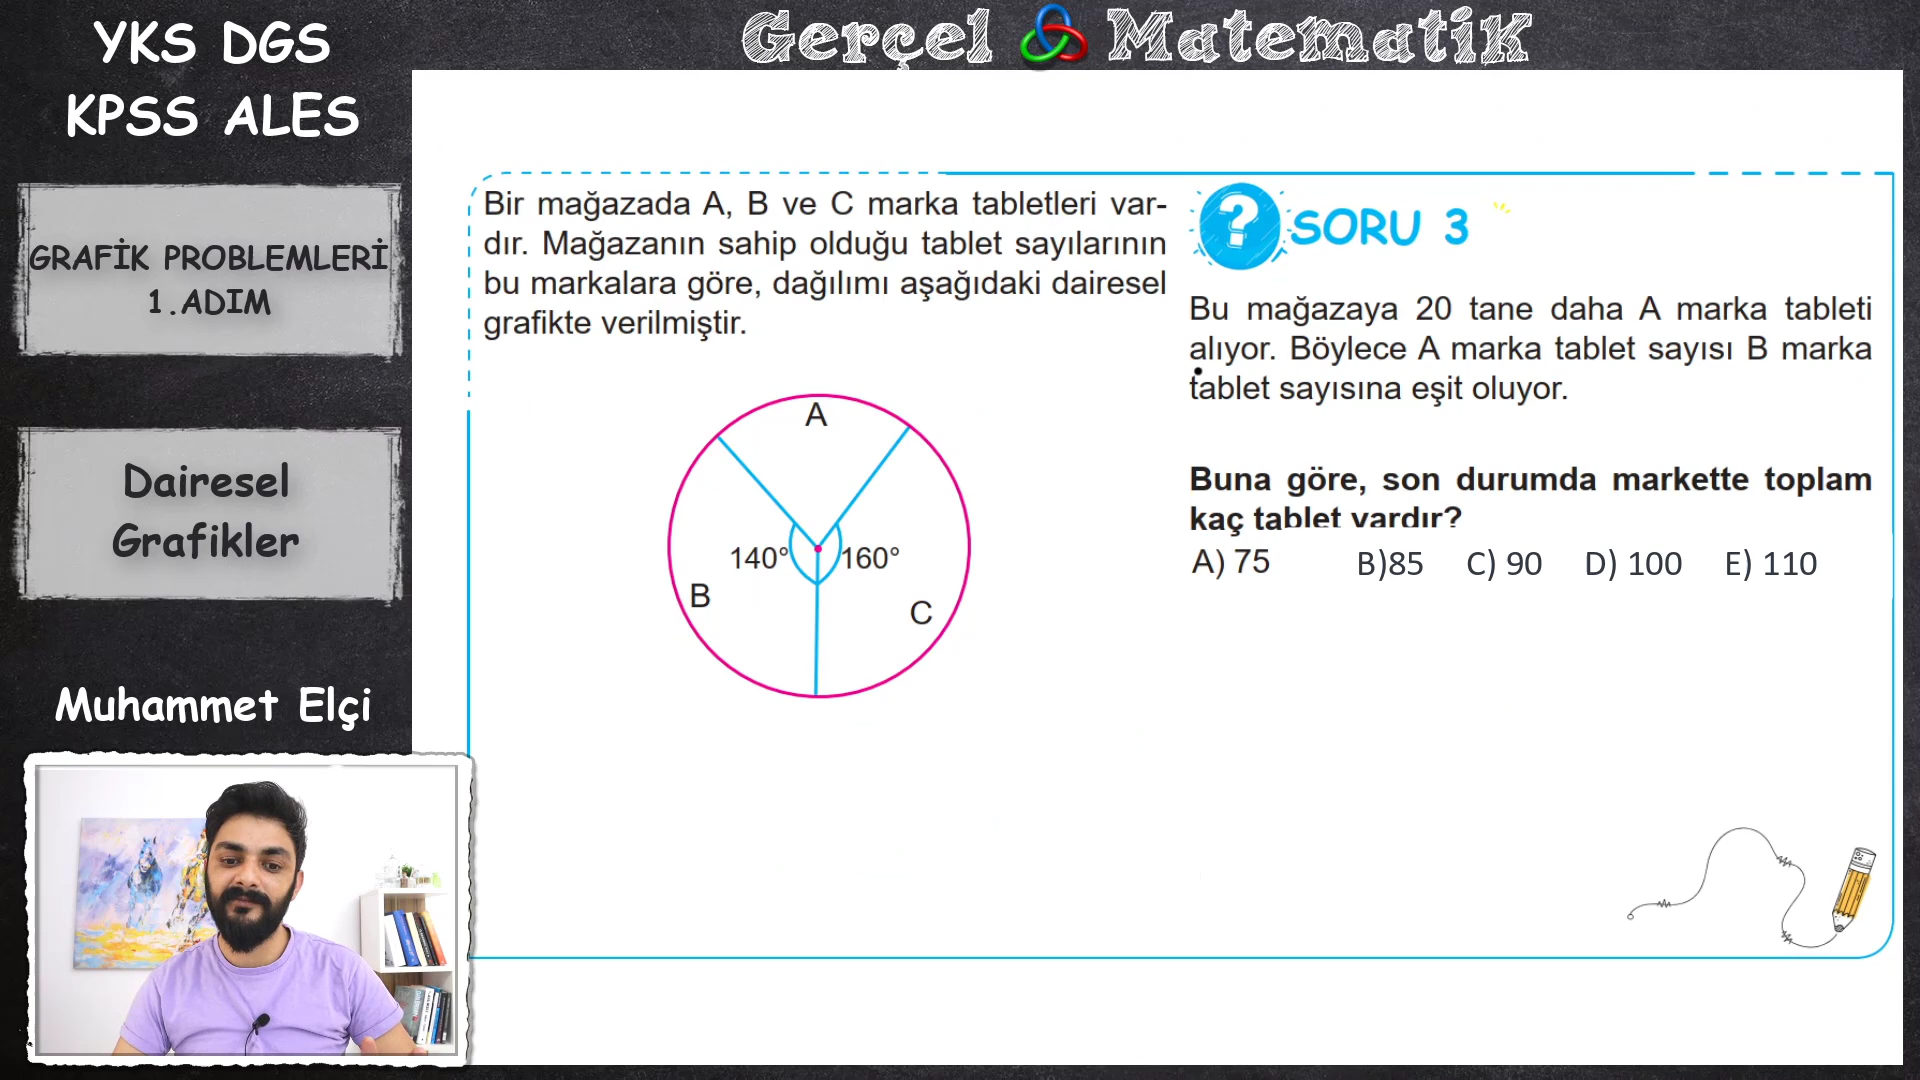 YKS DGS
KPSS ALES
Gerçel Matematik
GRAFİK PROBLEMLERİ
1.ADIM
Dairesel
Grafikler
Muhammet Elçi
Bir mağazada A, B ve C marka tabletleri var-
dır. Mağazanın sahip olduğu tablet sayılarının
bu markalara göre, dağılımı aşağıdaki dairesel
grafikte verilmiştir.
A
140°
160°
B
C
? SORU 3
Bu mağazaya 20 tane daha A marka tableti
alıyor. Böylece A marka tablet sayısı B marka
tablet sayısına eşit oluyor.
Buna göre, son durumda markette toplam
kaç tablet vardır?
A) 75 B)85 C) 90 D) 100 E) 110